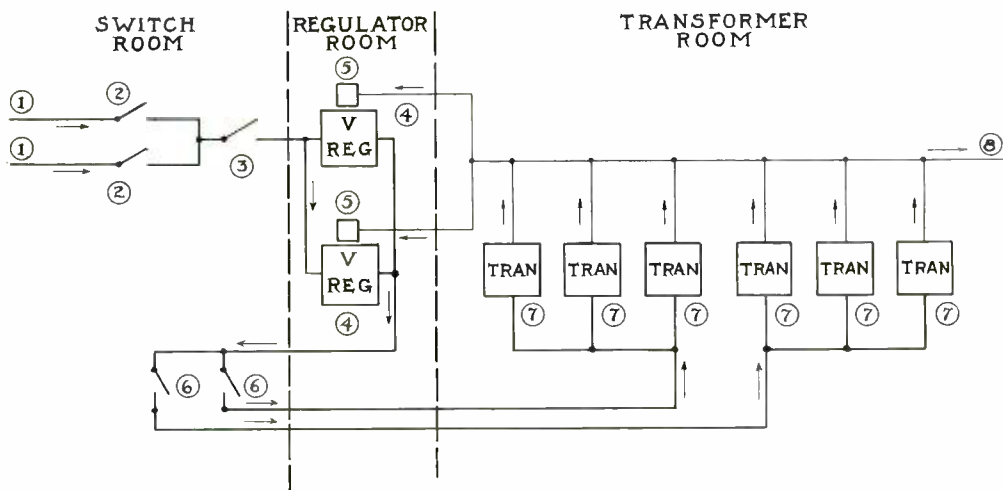 SWITCH
ROOM
REGULATOR
ROOM
TRANSFORMER
ROOM
1
2
1
2
3
5
V
REG
4
5
V
REG
4
8
TRAN
TRAN
TRAN
TRAN
TRAN
TRAN
7
7
7
7
7
7
6
6